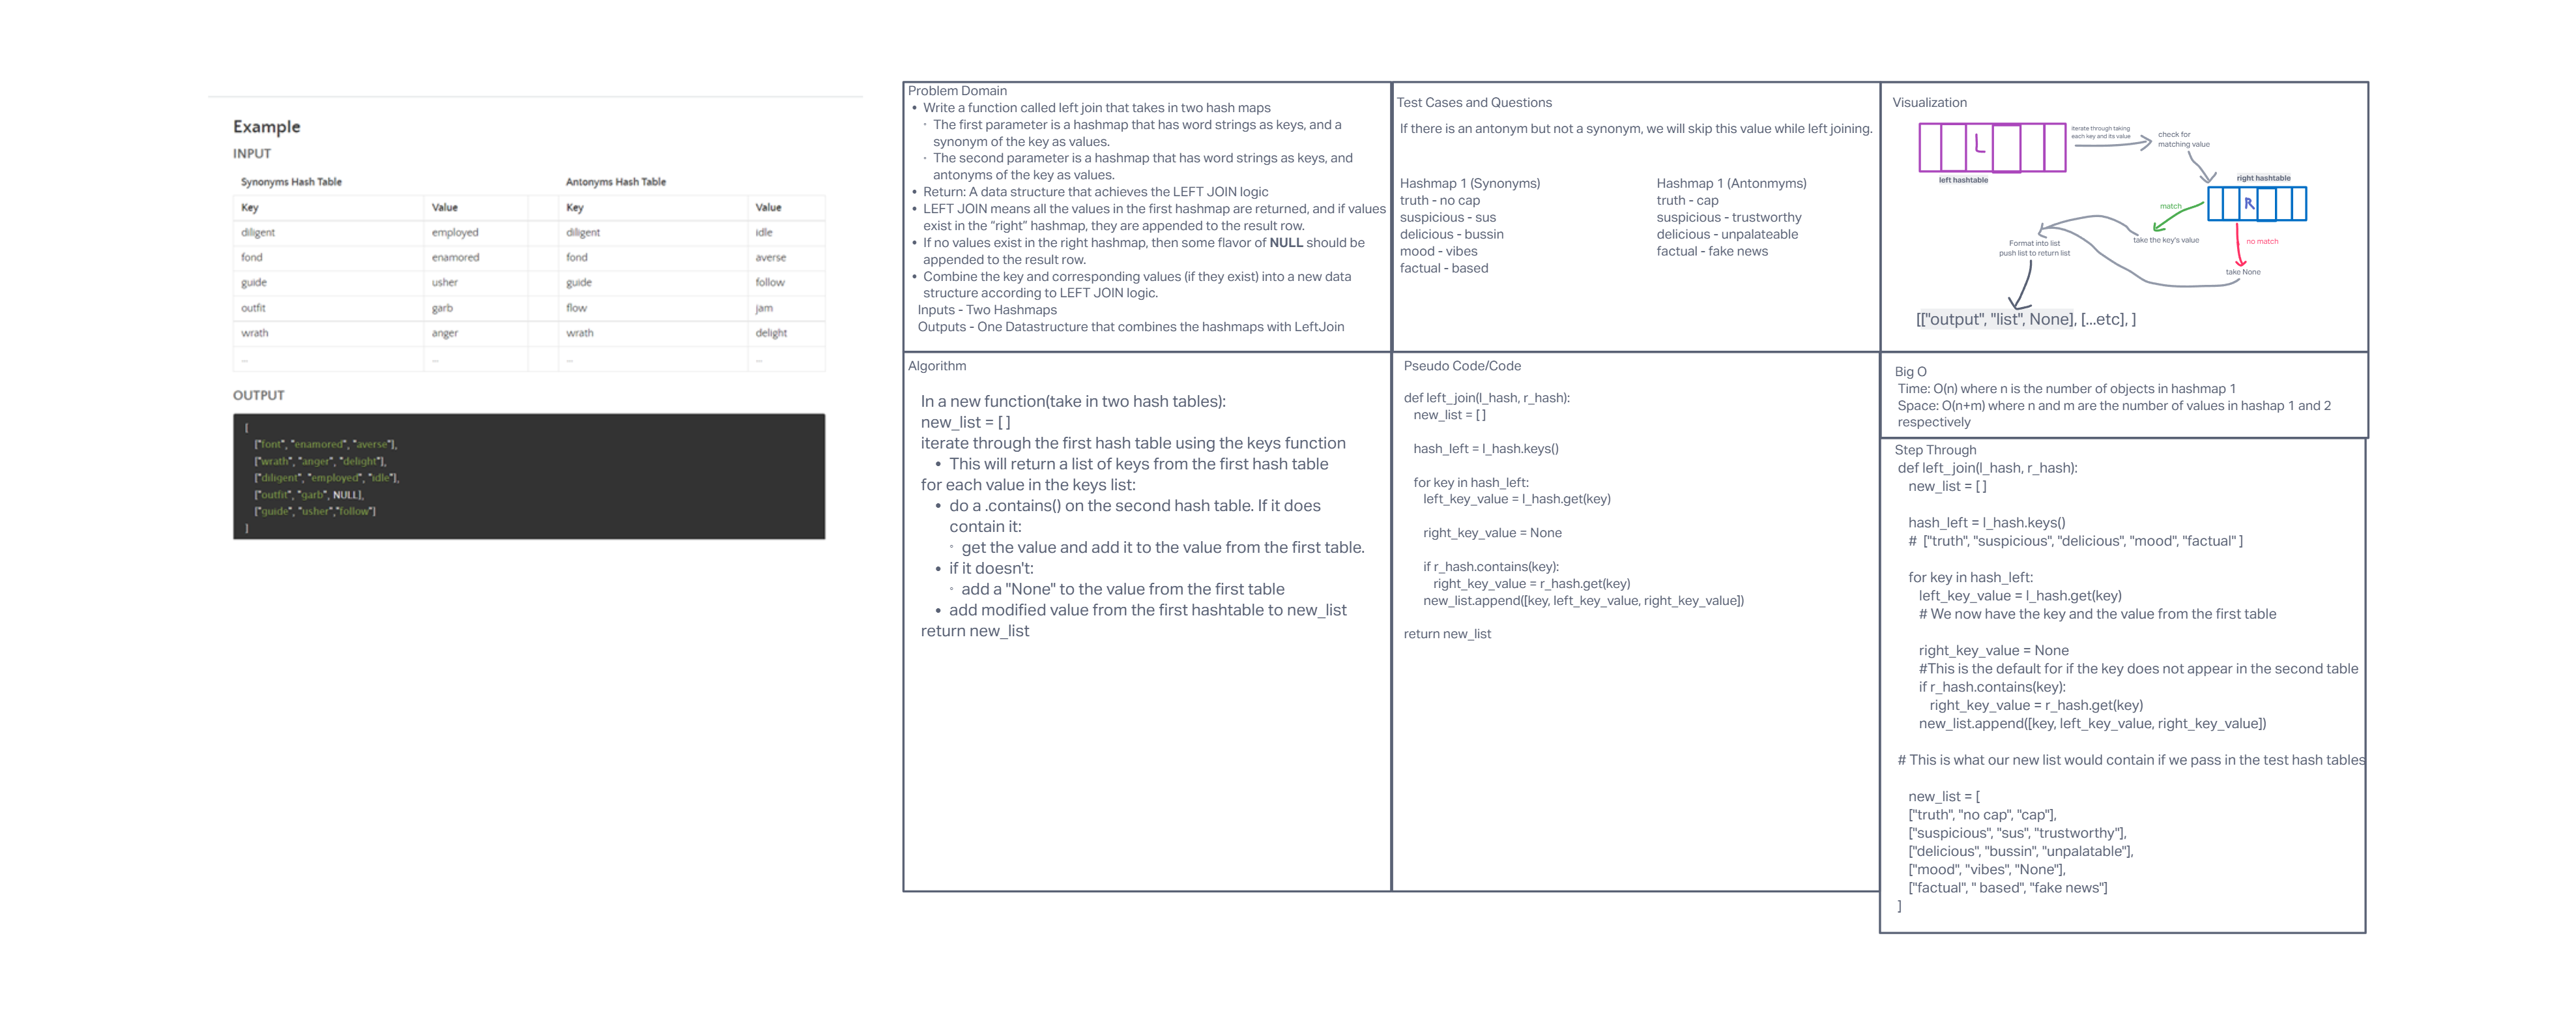 Example
INPUT
Synonyms Hash Table Antonyms Hash Table
Key Value Key Value
diligent employed diligent idle
fond enamored fond averse
guide usher guide follow
outfit garb flow jam
wrath anger wrath delight
... ... ... ...
OUTPUT
[
["font", "enamored", "averse"],
["wrath", "anger", "delight"],
["diligent", "employed", "idle"],
["outfit", "garb", NULL],
["guide", "usher","follow"]
]
Problem Domain
• Write a function called left join that takes in two hash maps
◦ The first parameter is a hashmap that has word strings as keys, and a
synonym of the key as values.
◦ The second parameter is a hashmap that has word strings as keys, and
antonyms of the key as values.
• Return: A data structure that achieves the LEFT JOIN logic
• LEFT JOIN means all the values in the first hashmap are returned, and if values
exist in the “right” hashmap, they are appended to the result row.
• If no values exist in the right hashmap, then some flavor of NULL should be
appended to the result row.
• Combine the key and corresponding values (if they exist) into a new data
structure according to LEFT JOIN logic.
Inputs - Two Hashmaps
Outputs - One Datastructure that combines the hashmaps with LeftJoin
Test Cases and Questions
If there is an antonym but not a synonym, we will skip this value while left joining.
Hashmap 1 (Synonyms)
truth - no cap
suspicious - sus
delicious - bussin
mood - vibes
factual - based
Hashmap 1 (Antonmyms)
truth - cap
suspicious - trustworthy
delicious - unpalateable
factual - fake news
Visualization
L
left hashtable
iterate through taking
each key and its value
check for
matching value
right hashtable
R
match
take the key's value
no match
take None
Format into list
push list to return list
[["output", "list", None], [...etc], ]
Algorithm
In a new function(take in two hash tables):
new_list = [ ]
iterate through the first hash table using the keys function
• This will return a list of keys from the first hash table
for each value in the keys list:
• do a .contains() on the second hash table. If it does
contain it:
◦ get the value and add it to the value from the first table.
• if it doesn't:
◦ add a "None" to the value from the first table
• add modified value from the first hashtable to new_list
return new_list
Pseudo Code/Code
def left_join(l_hash, r_hash):
new_list = [ ]
hash_left = l_hash.keys()
for key in hash_left:
left_key_value = l_hash.get(key)
right_key_value = None
if r_hash.contains(key):
right_key_value = r_hash.get(key)
new_list.append([key, left_key_value, right_key_value])
return new_list
Big O
Time: O(n) where n is the number of objects in hashmap 1
Space: O(n+m) where n and m are the number of values in hashap 1 and 2
respectively
Step Through
def left_join(l_hash, r_hash):
new_list = [ ]
hash_left = l_hash.keys()
# ["truth", "suspicious", "delicious", "mood", "factual" ]
for key in hash_left:
left_key_value = l_hash.get(key)
# We now have the key and the value from the first table
right_key_value = None
#This is the default for if the key does not appear in the second table
if r_hash.contains(key):
right_key_value = r_hash.get(key)
new_list.append([key, left_key_value, right_key_value])
# This is what our new list would contain if we pass in the test hash tables
new_list = [
["truth", "no cap", "cap"],
["suspicious", "sus", "trustworthy"],
["delicious", "bussin", "unpalatable"],
["mood", "vibes", "None"],
["factual", " based", "fake news"]
]